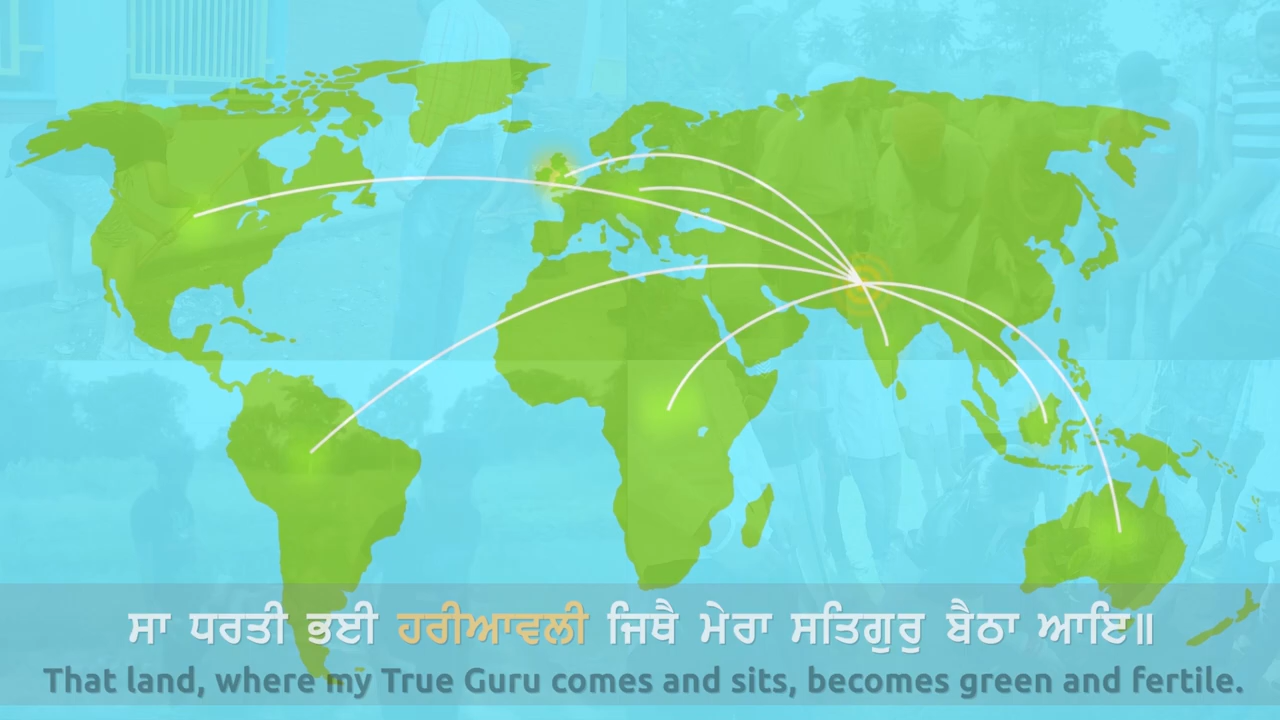 ਸਾ ਧਰਤੀ ਭਈ ਹਰੀਆਵਲੀ ਜਿਥੈ ਮੇਰਾ ਸਤਿਗੁਰੁ ਬੈਠਾ ਆਇ॥
That land, where my True Guru comes and sits, becomes green and fertile.